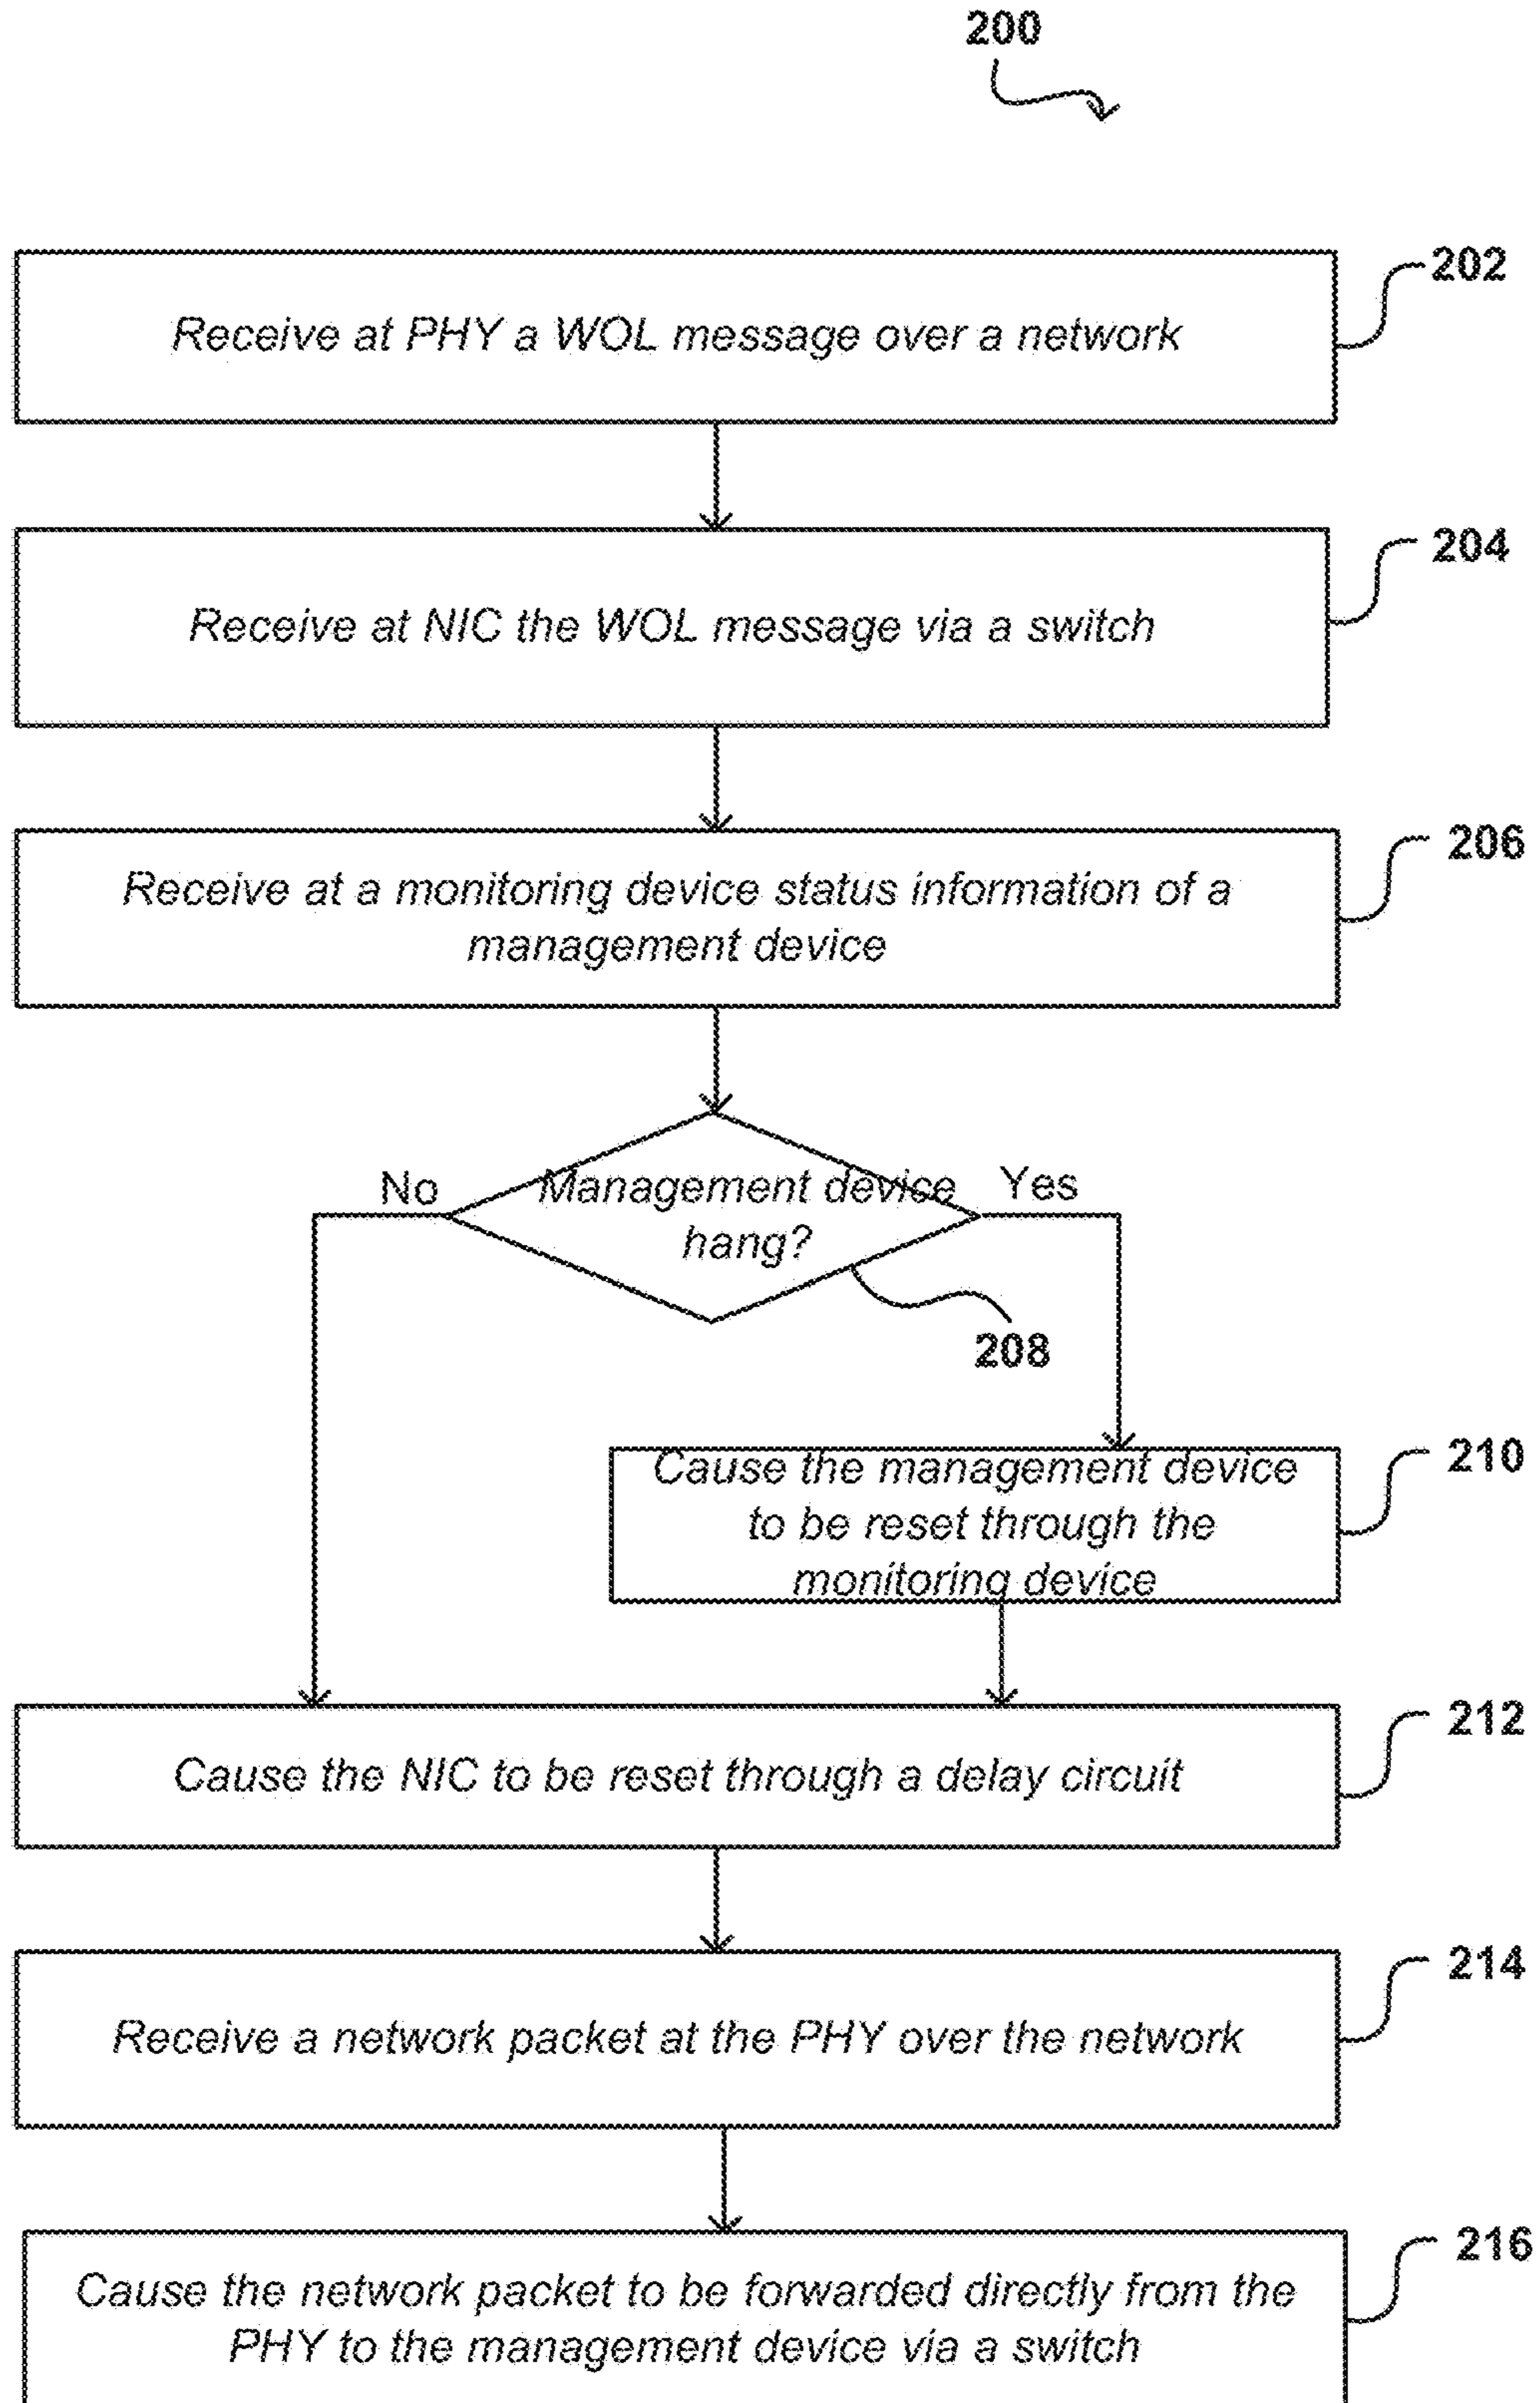 200
202
Receive at PHY a WOL message over a network
204
Receive at NIC the WOL message via a switch
206
Receive at a monitoring device status information of a
management device
No
Management device
hang?
Yes
208
210
Cause the management device
to be reset through the
monitoring device
212
Cause the NIC to be reset through a delay circuit
214
Receive a network packet at the PHY over the network
216
Cause the network packet to be forwarded directly from the
PHY to the management device via a switch